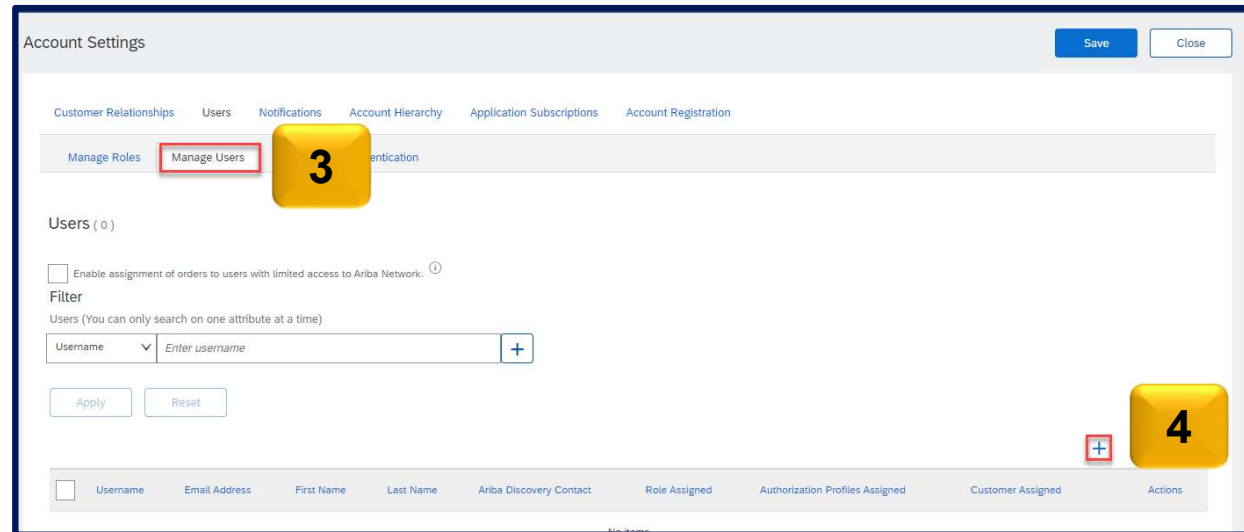 Account Settings
Save
Close
Customer Relationships Users Notifications Account Hierarchy Application Subscriptions Account Registration
Manage Roles Manage Users 3 entication
Users ( 0 )
Enable assignment of orders to users with limited access to Ariba Network.
Filter
Users (You can only search on one attribute at a time)
Username Enter username +
Apply Reset
+ 4
Username Email Address First Name Last Name Ariba Discovery Contact Role Assigned Authorization Profiles Assigned Customer Assigned Actions
No items